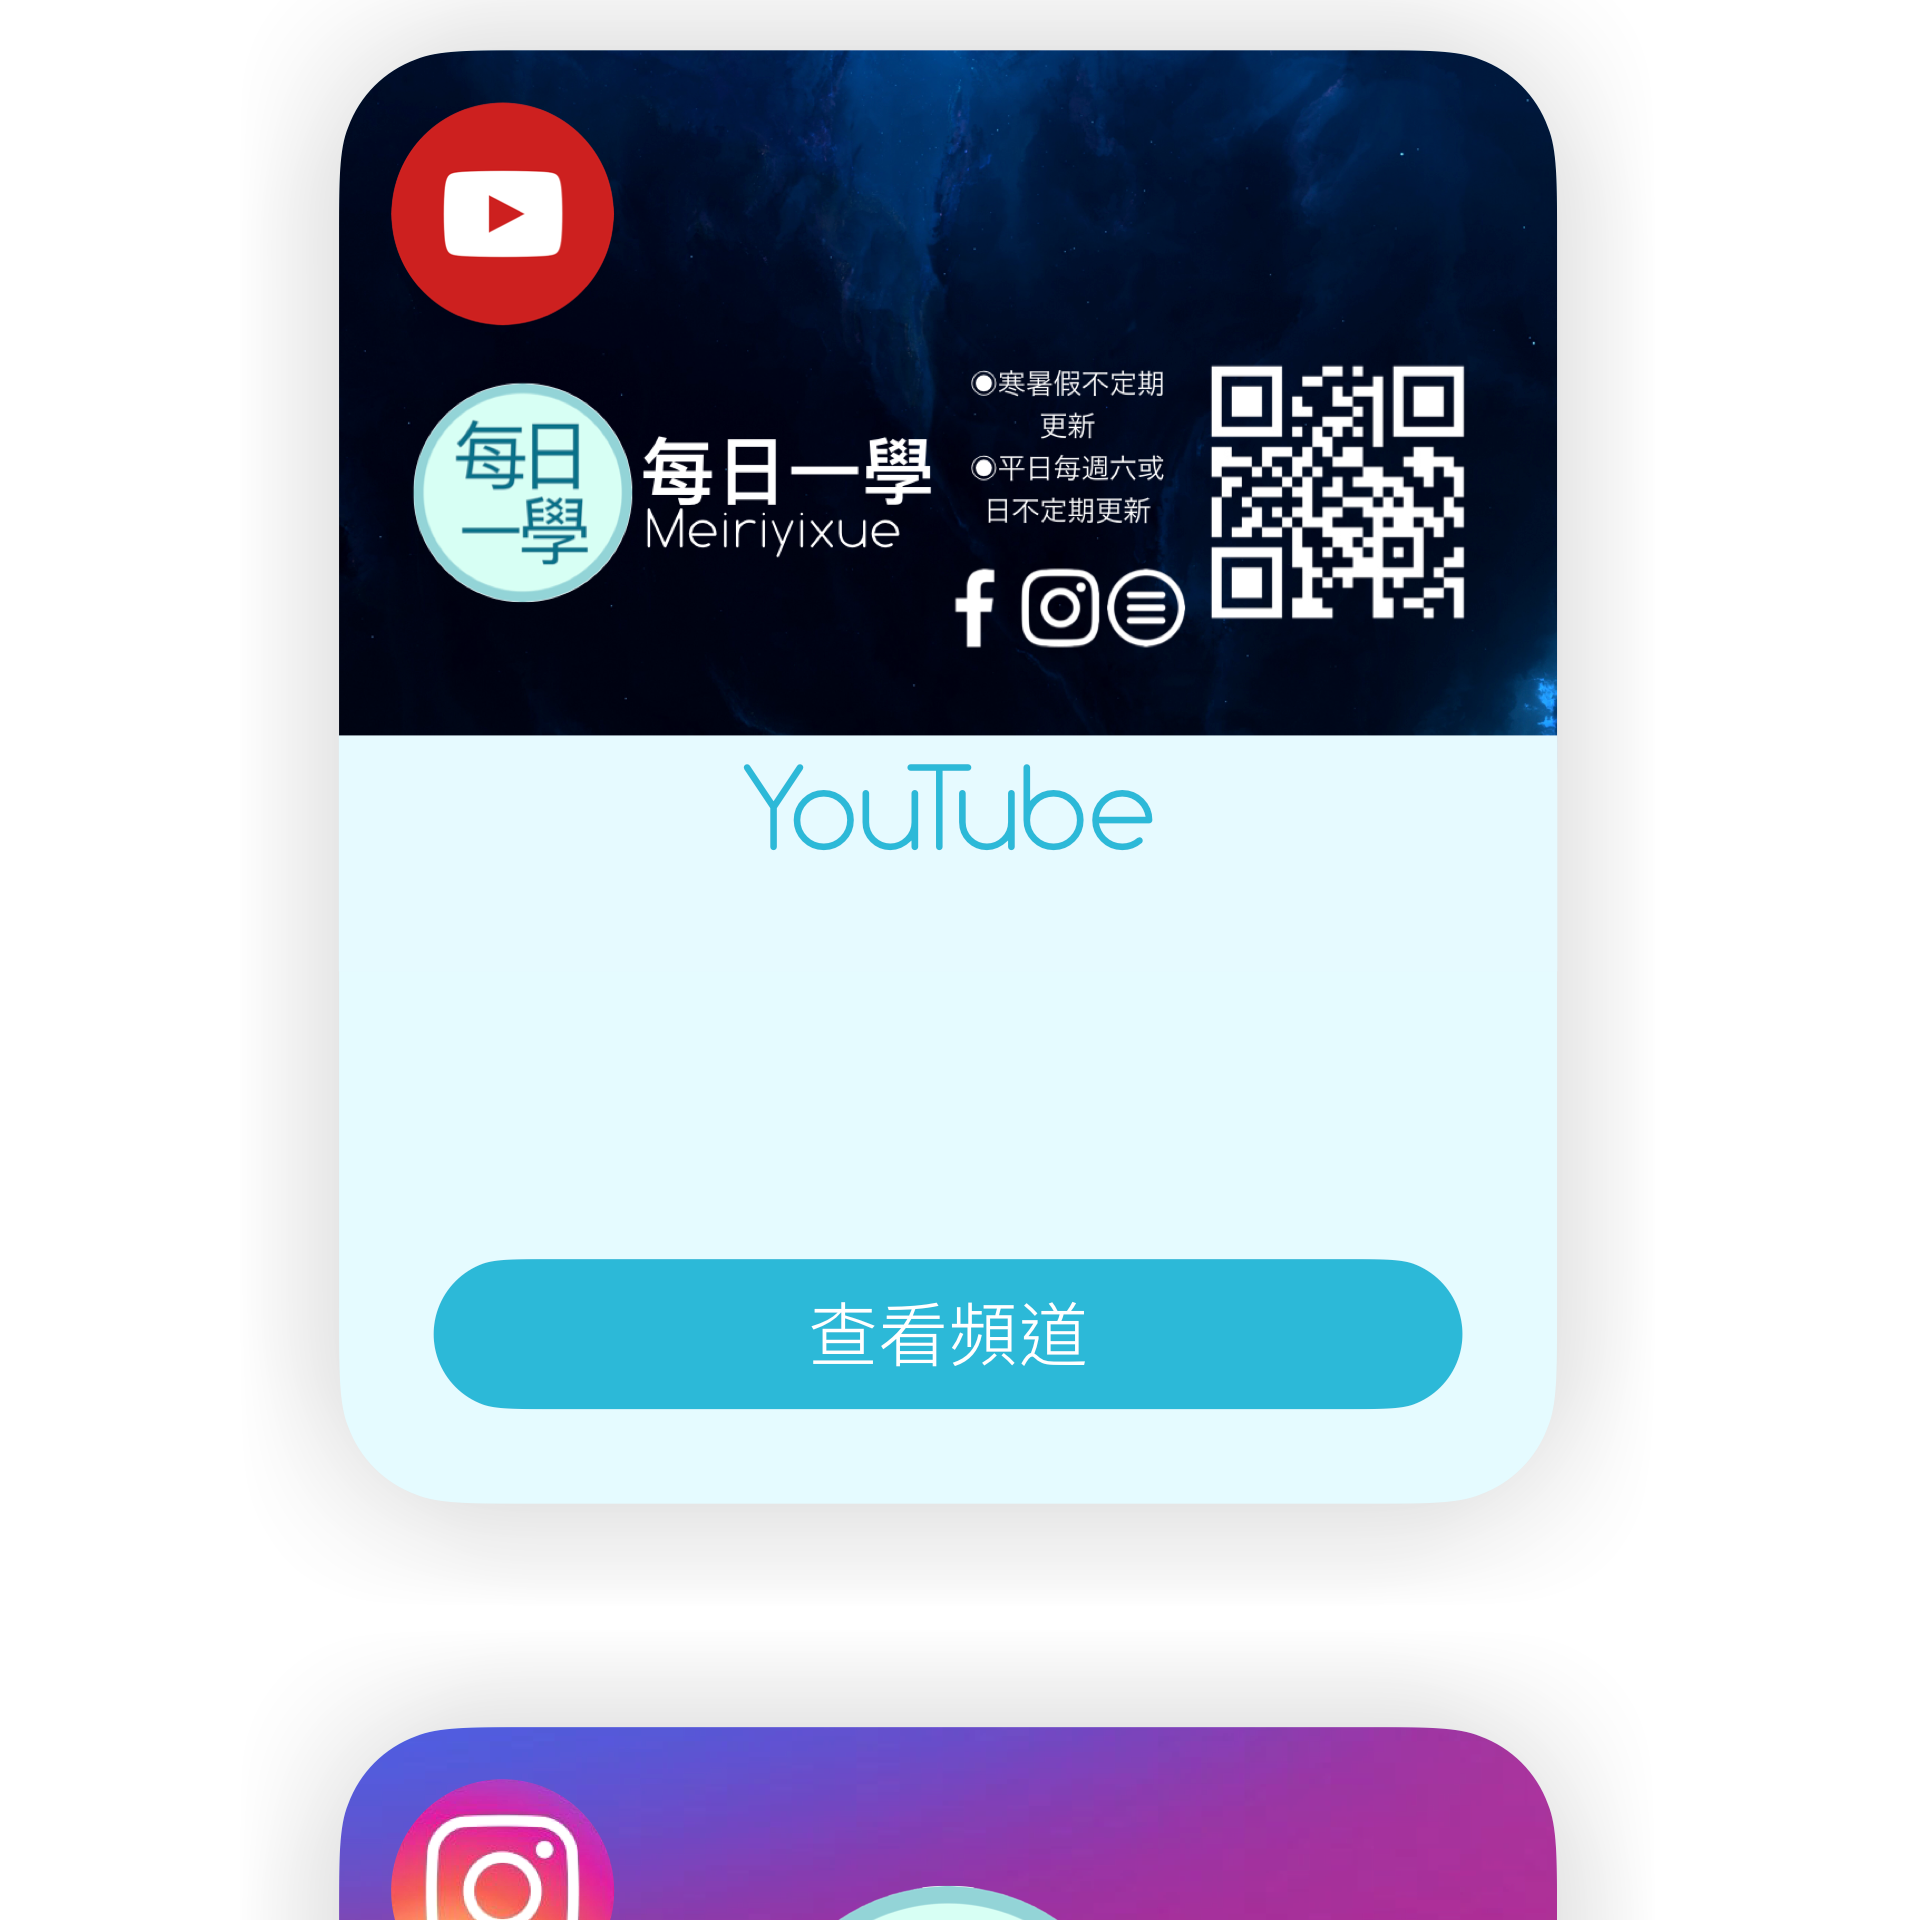 每日
一學
每日一學
Meiriyixue
◉寒暑假不定期
更新
◉平日每週六或
日不定期更新
YouTube
查看頻道